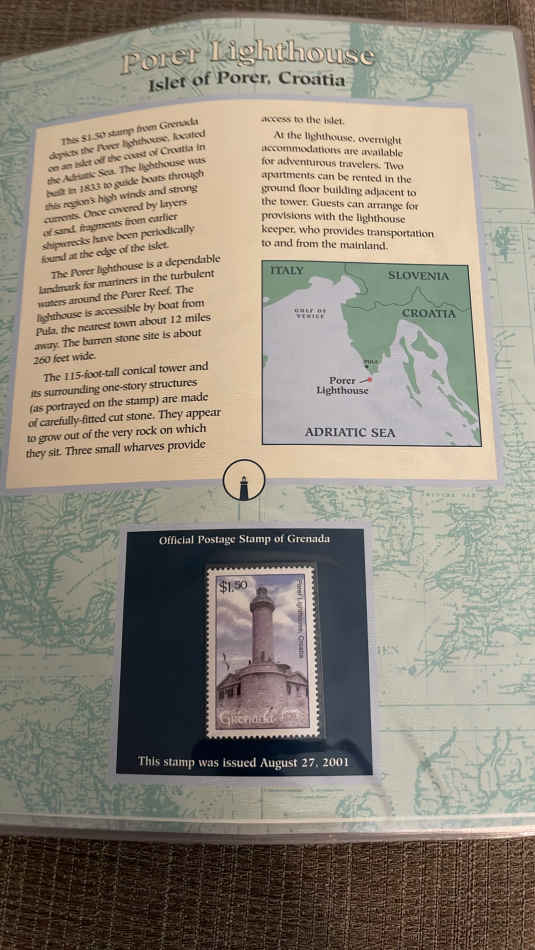 Porer Lighthouse
Islet of Porer, Croatia
This $1.50 stamp from Grenada
depicts the Porer lighthouse, located
on an islet off the coast of Croatia in
the Adriatic Sea. The lighthouse was
built in 1833 to guide boats through
this region's high winds and strong
currents. Once covered by layers
of sand, fragments from earlier
shipwrecks have been periodically
found at the edge of the islet.
The Porer lighthouse is a dependable
landmark for mariners in the turbulent
waters around the Porer Reef. The
lighthouse is accessible by boat from
Pula, the nearest town about 12 miles
away. The barren stone site is about
260 feet wide.
The 115-foot-tall conical tower and
its surrounding one-story structures
(as portrayed on the stamp) are made
of carefully-fitted cut stone. They appear
to grow out of the very rock on which
they sit. Three small wharves provide
access to the islet.
At the lighthouse, overnight
accommodations are available
for adventurous travelers. Two
apartments can be rented in the
ground floor building adjacent to
the tower. Guests can arrange for
provisions with the lighthouse
keeper, who provides transportation
to and from the mainland.
ITALY
SLOVENIA
GULF OF
VENICE
CROATIA
PULA
Porer
Lighthouse
ADRIATIC SEA
Official Postage Stamp of Grenada
$1.50
Porer Lighthouse, Croatia
Grenada
This stamp was issued August 27, 2001